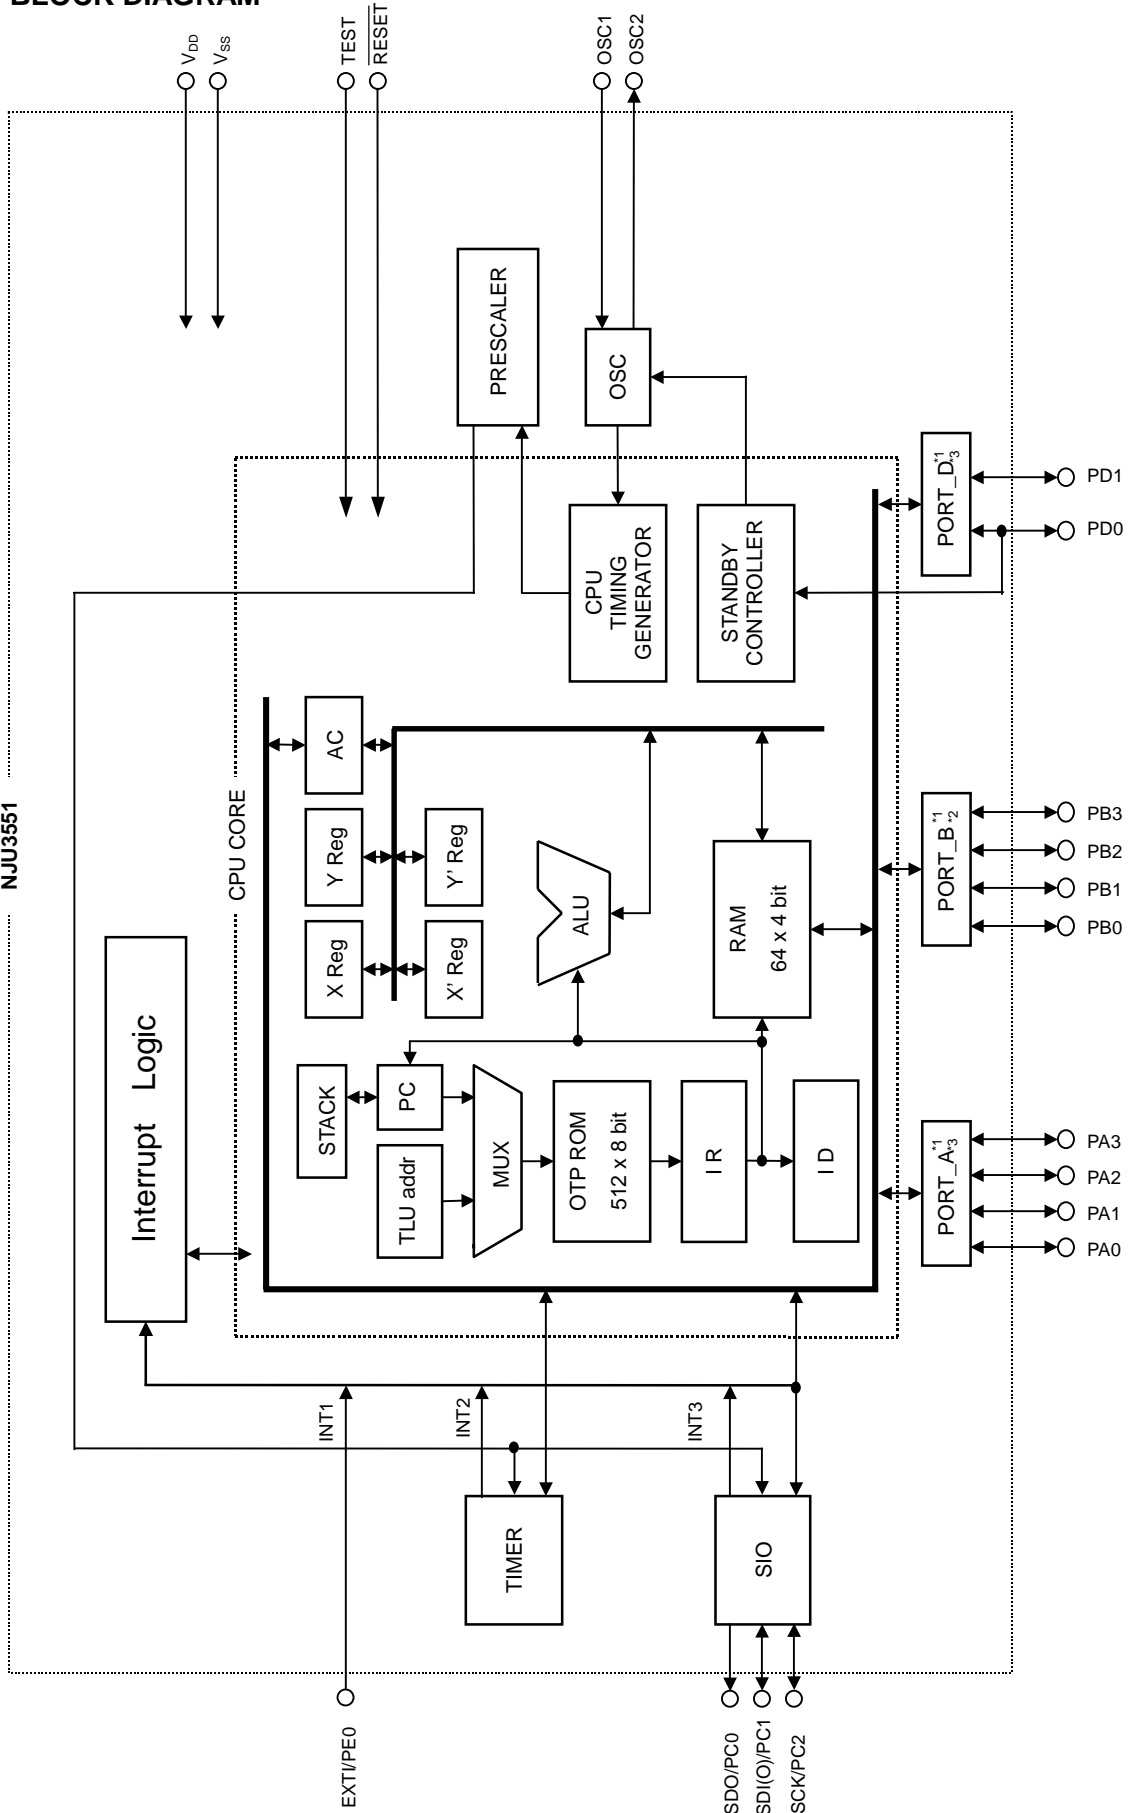 BLOCK DIAGRAM
NJU3551
VDD
VSS
TEST
RESET
OSC1
OSC2
PRESCALER
OSC
CPU
TIMING
GENERATOR
STANDBY
CONTROLLER
PORT_D*1
*3
PD1
PD0
CPU CORE
AC
Y Reg
Y' Reg
X Reg
X' Reg
ALU
RAM
64 x 4 bit
PORT_B*1
*2
PB3
PB2
PB1
PB0
Interrupt Logic
STACK
PC
TLU addr
MUX
OTP ROM
512 x 8 bit
I R
I D
PORT_A*1
*3
PA3
PA2
PA1
PA0
INT1
INT2
INT3
TIMER
SIO
EXTI/PE0
SDO/PC0
SDI(O)/PC1
SCK/PC2